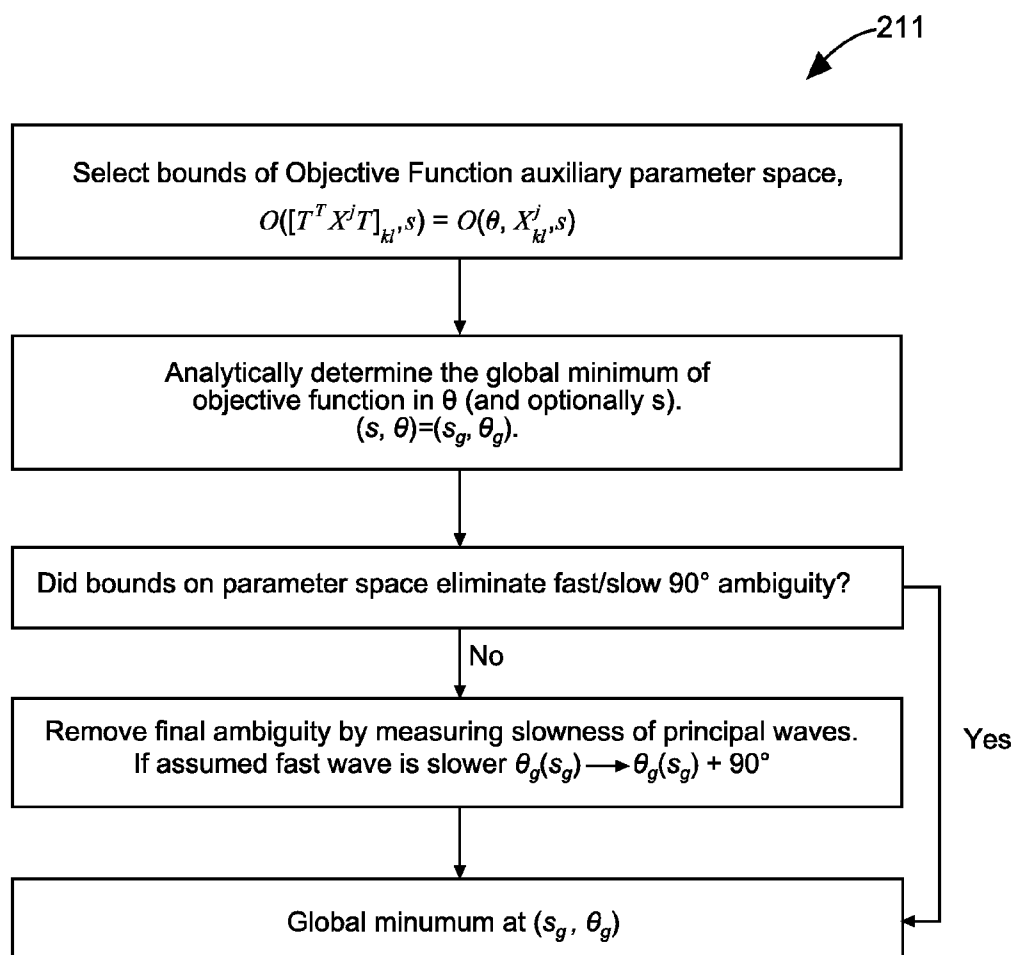 211
Select bounds of Objective Function auxiliary parameter space,
O([T^T X^j T]_{kl}, s) = O(θ, X^j_{kl}, s)
Analytically determine the global minimum of
objective function in θ (and optionally s).
(s, θ)=(s_g, θ_g).
Did bounds on parameter space eliminate fast/slow 90° ambiguity?
No
Remove final ambiguity by measuring slowness of principal waves.
If assumed fast wave is slower θ_g(s_g) → θ_g(s_g) + 90°
Yes
Global minumum at (s_g , θ_g)